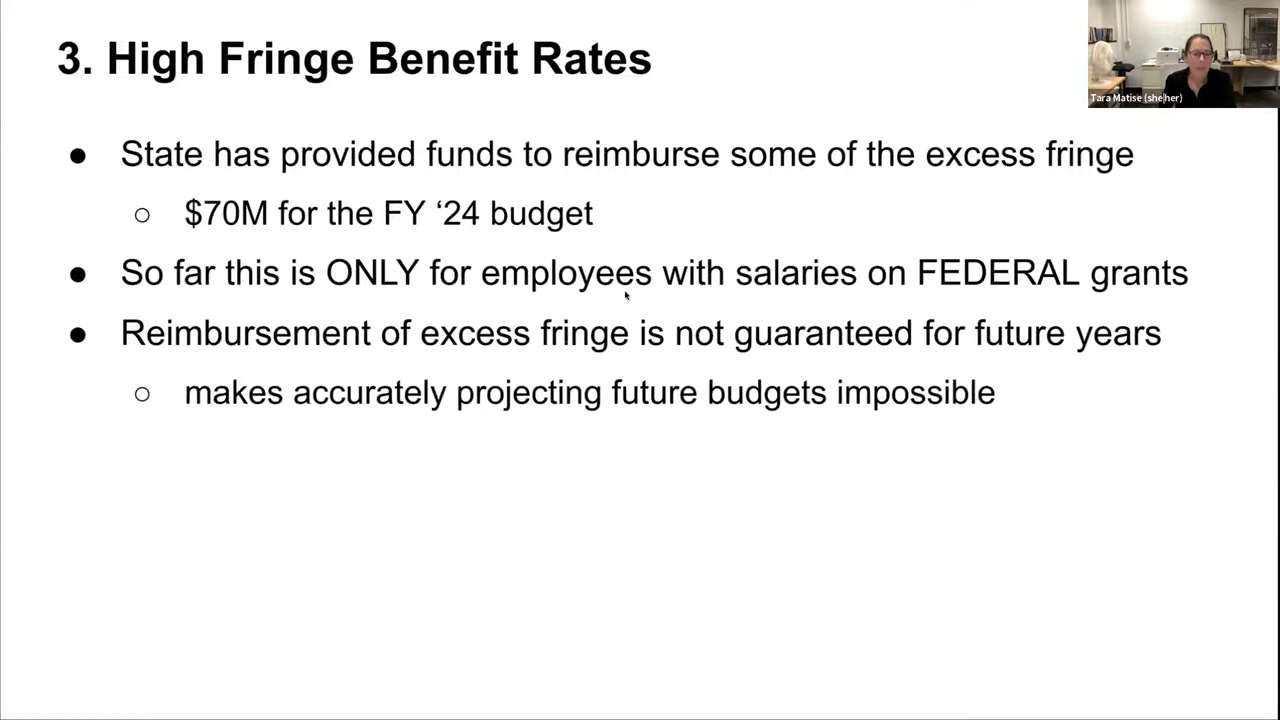 3. High Fringe Benefit Rates
Tara Matise (she|her)
● State has provided funds to reimburse some of the excess fringe
○ $70M for the FY ‘24 budget
● So far this is ONLY for employees with salaries on FEDERAL grants
● Reimbursement of excess fringe is not guaranteed for future years
○ makes accurately projecting future budgets impossible